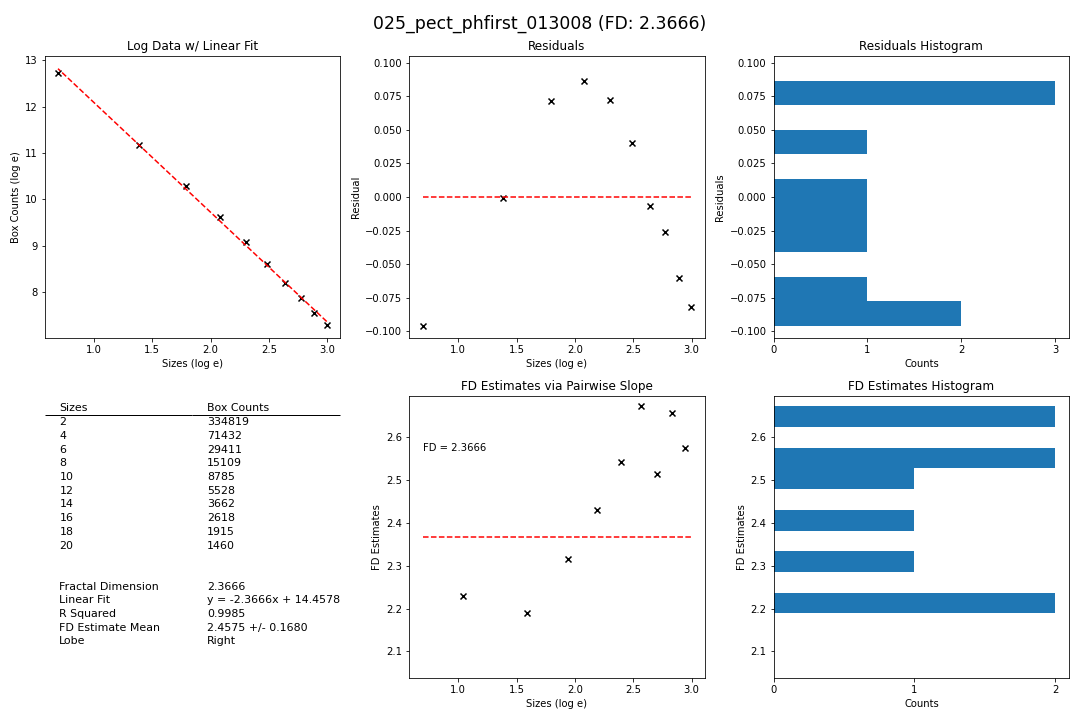 025_pect_phfirst_013008 (FD: 2.3666)
Log Data w/ Linear Fit
13
12
11
10
9
8
Box Counts (log e)
1.0 1.5 2.0 2.5 3.0
Sizes (log e)
Residuals
0.100
0.075
0.050
0.025
0.000
−0.025
−0.050
−0.075
−0.100
Residual
1.0 1.5 2.0 2.5 3.0
Sizes (log e)
Residuals Histogram
0.100
0.075
0.050
0.025
0.000
−0.025
−0.050
−0.075
−0.100
Residuals
0 1 2 3
Counts
Sizes Box Counts
2 334819
4 71432
6 29411
8 15109
10 8785
12 5528
14 3662
16 2618
18 1915
20 1460
Fractal Dimension 2.3666
Linear Fit y = -2.3666x + 14.4578
R Squared 0.9985
FD Estimate Mean 2.4575 +/- 0.1680
Lobe Right
FD Estimates via Pairwise Slope
FD = 2.3666
2.6
2.5
2.4
2.3
2.2
2.1
FD Estimates
1.0 1.5 2.0 2.5 3.0
Sizes (log e)
FD Estimates Histogram
2.6
2.5
2.4
2.3
2.2
2.1
FD Estimates
0 1 2
Counts